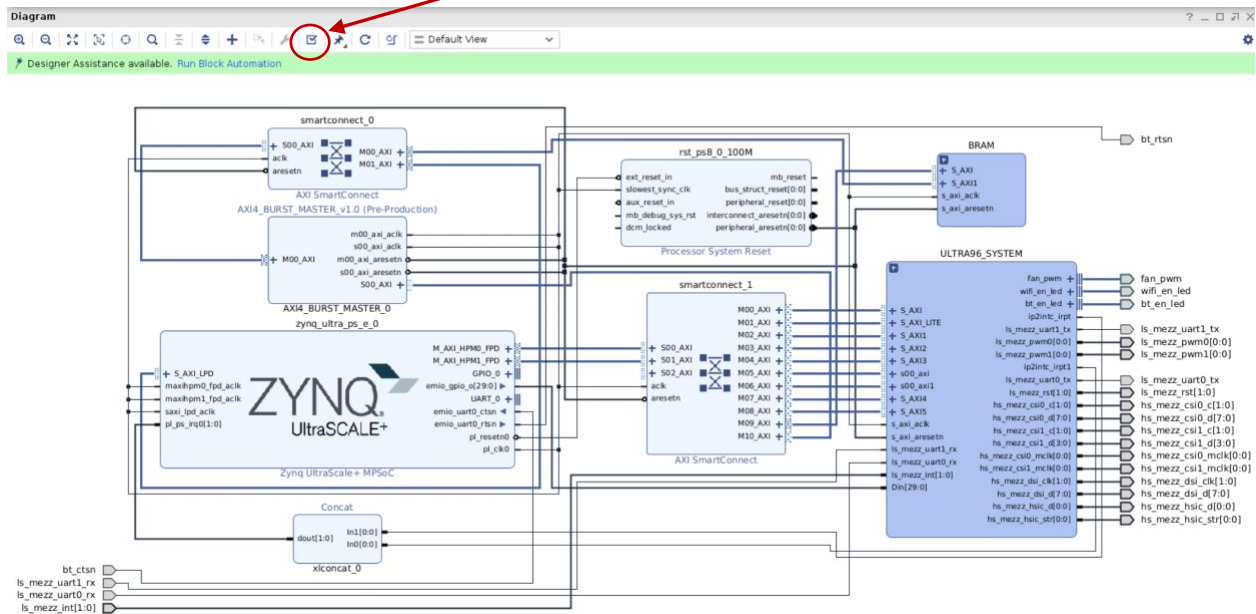 Diagram
Default View
Designer Assistance available. Run Block Automation
smartconnect_0
S00_AXI
aclk
aresetn
M00_AXI
M01_AXI
AXI SmartConnect
AXI4_BURST_MASTER_v1.0 (Pre-Production)
M00_AXI
m00_axi_aclk
s00_axi_aclk
m00_axi_aresetn
s00_axi_aresetn
S00_AXI
AXI4_BURST_MASTER_0
zynq_ultra_ps_e_0
S_AXI_LPD
maxihpm0_fpd_aclk
maxihpm1_fpd_aclk
saxi_lpd_aclk
pl_ps_irq0[1:0]
ZYNQ
UltraSCALE+
M_AXI_HPM0_FPD
M_AXI_HPM1_FPD
GPIO_0
emio_gpio_o[29:0]
UART_0
emio_uart0_ctsn
emio_uart0_rtsn
pl_resetn0
pl_clk0
Zynq UltraScale+ MPSoC
Concat
dout[1:0]
In1[0:0]
In0[0:0]
xlconcat_0
bt_ctsn
ls_mezz_uart1_rx
ls_mezz_uart0_rx
ls_mezz_int[1:0]
rst_ps8_0_100M
ext_reset_in
slowest_sync_clk
aux_reset_in
mb_debug_sys_rst
dcm_locked
mb_reset
bus_struct_reset[0:0]
peripheral_reset[0:0]
interconnect_aresetn[0:0]
peripheral_aresetn[0:0]
Processor System Reset
smartconnect_1
S00_AXI
S01_AXI
S02_AXI
aclk
aresetn
M00_AXI
M01_AXI
M02_AXI
M03_AXI
M04_AXI
M05_AXI
M06_AXI
M07_AXI
M08_AXI
M09_AXI
M10_AXI
AXI SmartConnect
BRAM
S_AXI
S_AXI1
s_axi_aclk
s_axi_aresetn
ULTRA96_SYSTEM
S_AXI
S_AXI_LITE
S_AXI1
S_AXI2
S_AXI3
s00_axi
s00_axi1
S_AXI4
S_AXI5
s_axi_aclk
s_axi_aresetn
ls_mezz_uart1_rx
ls_mezz_uart0_rx
ls_mezz_int[1:0]
Din[29:0]
fan_pwm
wifi_en_led
bt_en_led
ip2intc_irpt
ls_mezz_uart1_tx
ls_mezz_pwm0[0:0]
ls_mezz_pwm1[0:0]
ip2intc_irpt1
ls_mezz_uart0_tx
ls_mezz_rst[1:0]
hs_mezz_csi0_c[1:0]
hs_mezz_csi0_d[7:0]
hs_mezz_csi1_c[1:0]
hs_mezz_csi1_d[3:0]
hs_mezz_csi0_mclk[0:0]
hs_mezz_csi1_mclk[0:0]
hs_mezz_dsi_clk[1:0]
hs_mezz_dsi_d[7:0]
hs_mezz_hsic_d[0:0]
hs_mezz_hsic_str[0:0]
bt_rtsn
fan_pwm
wifi_en_led
bt_en_led
ls_mezz_uart1_tx
ls_mezz_pwm0[0:0]
ls_mezz_pwm1[0:0]
ls_mezz_uart0_tx
ls_mezz_rst[1:0]
hs_mezz_csi0_c[1:0]
hs_mezz_csi0_d[7:0]
hs_mezz_csi1_c[1:0]
hs_mezz_csi1_d[3:0]
hs_mezz_csi0_mclk[0:0]
hs_mezz_csi1_mclk[0:0]
hs_mezz_dsi_clk[1:0]
hs_mezz_dsi_d[7:0]
hs_mezz_hsic_d[0:0]
hs_mezz_hsic_str[0:0]